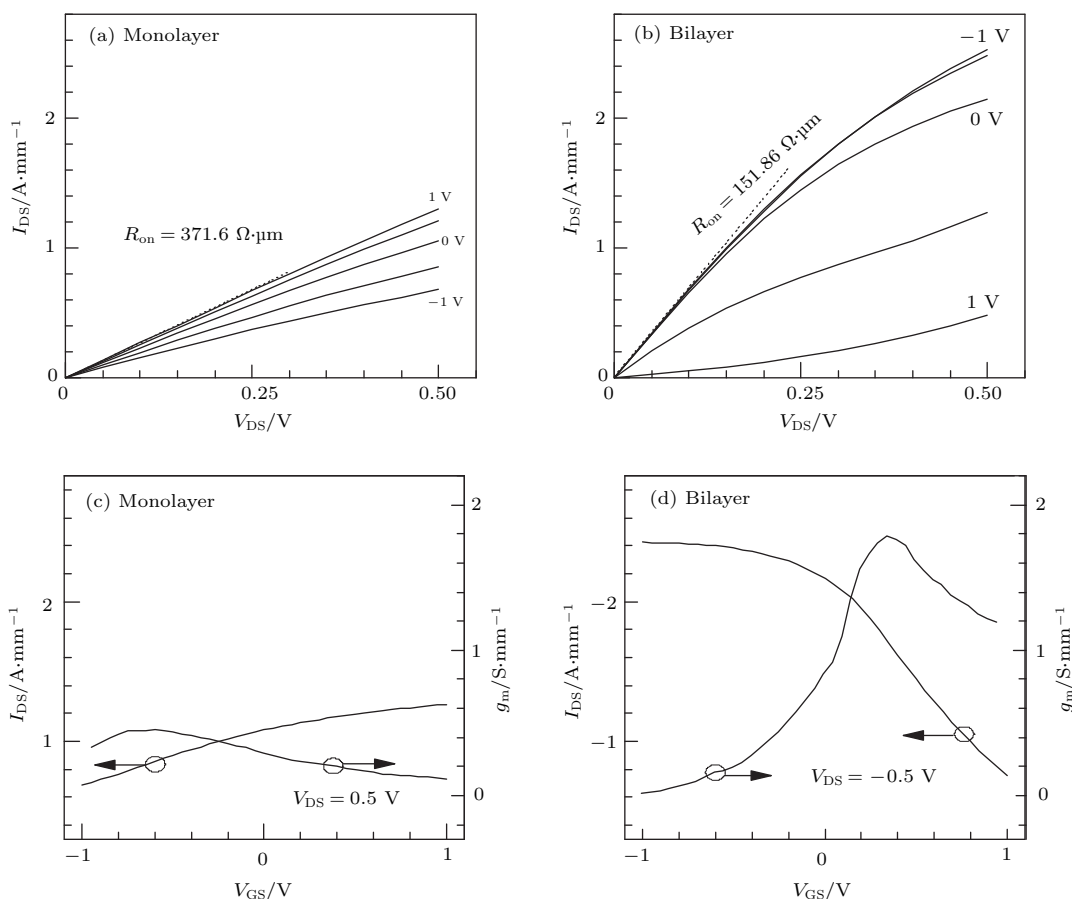 (a) Monolayer
I_DS/A·mm⁻¹
2
1
0
1 V
0 V
−1 V
R_on = 371.6 Ω·µm
0
0.25
0.50
V_DS/V
(b) Bilayer
I_DS/A·mm⁻¹
2
1
0
−1 V
0 V
1 V
R_on = 151.86 Ω·µm
0
0.25
0.50
V_DS/V
(c) Monolayer
I_DS/A·mm⁻¹
2
1
g_m/S·mm⁻¹
2
1
0
V_DS = 0.5 V
−1
0
1
V_GS/V
(d) Bilayer
I_DS/A·mm⁻¹
−2
−1
g_m/S·mm⁻¹
2
1
0
V_DS = −0.5 V
−1
0
1
V_GS/V